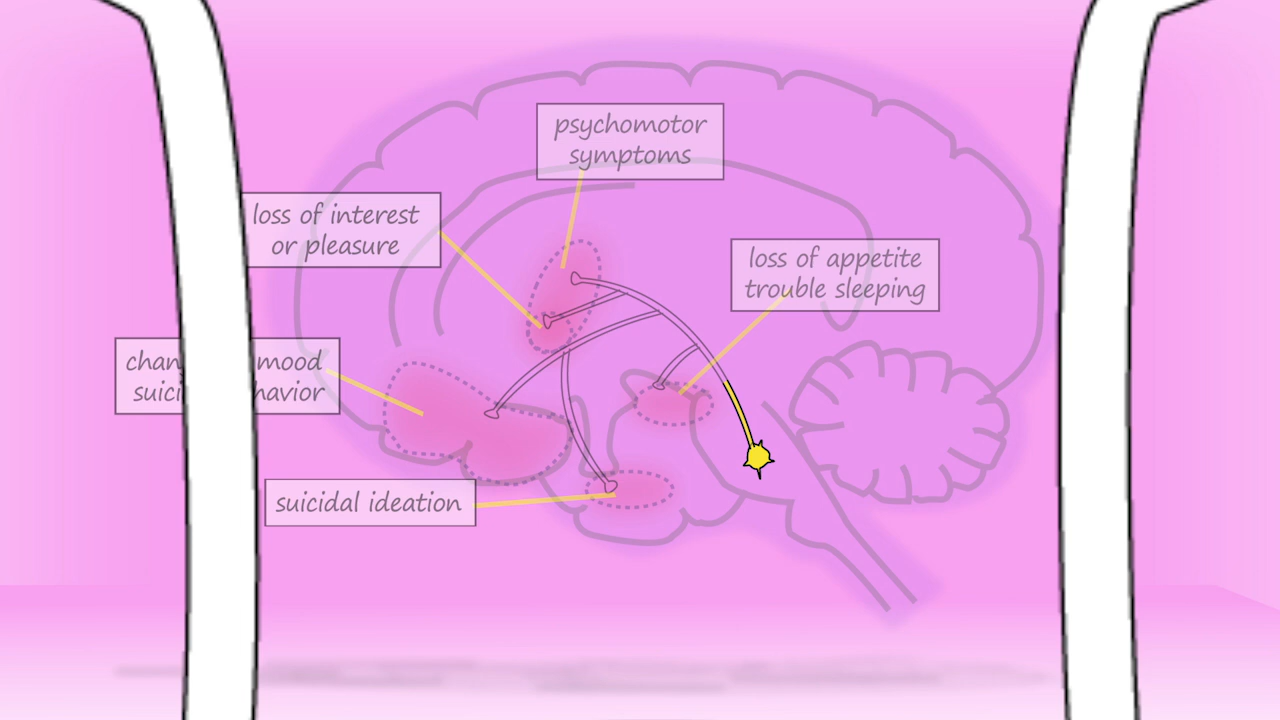 psychomotor
symptoms
loss of interest
or pleasure
loss of appetite
trouble sleeping
mood
suicidal ideation